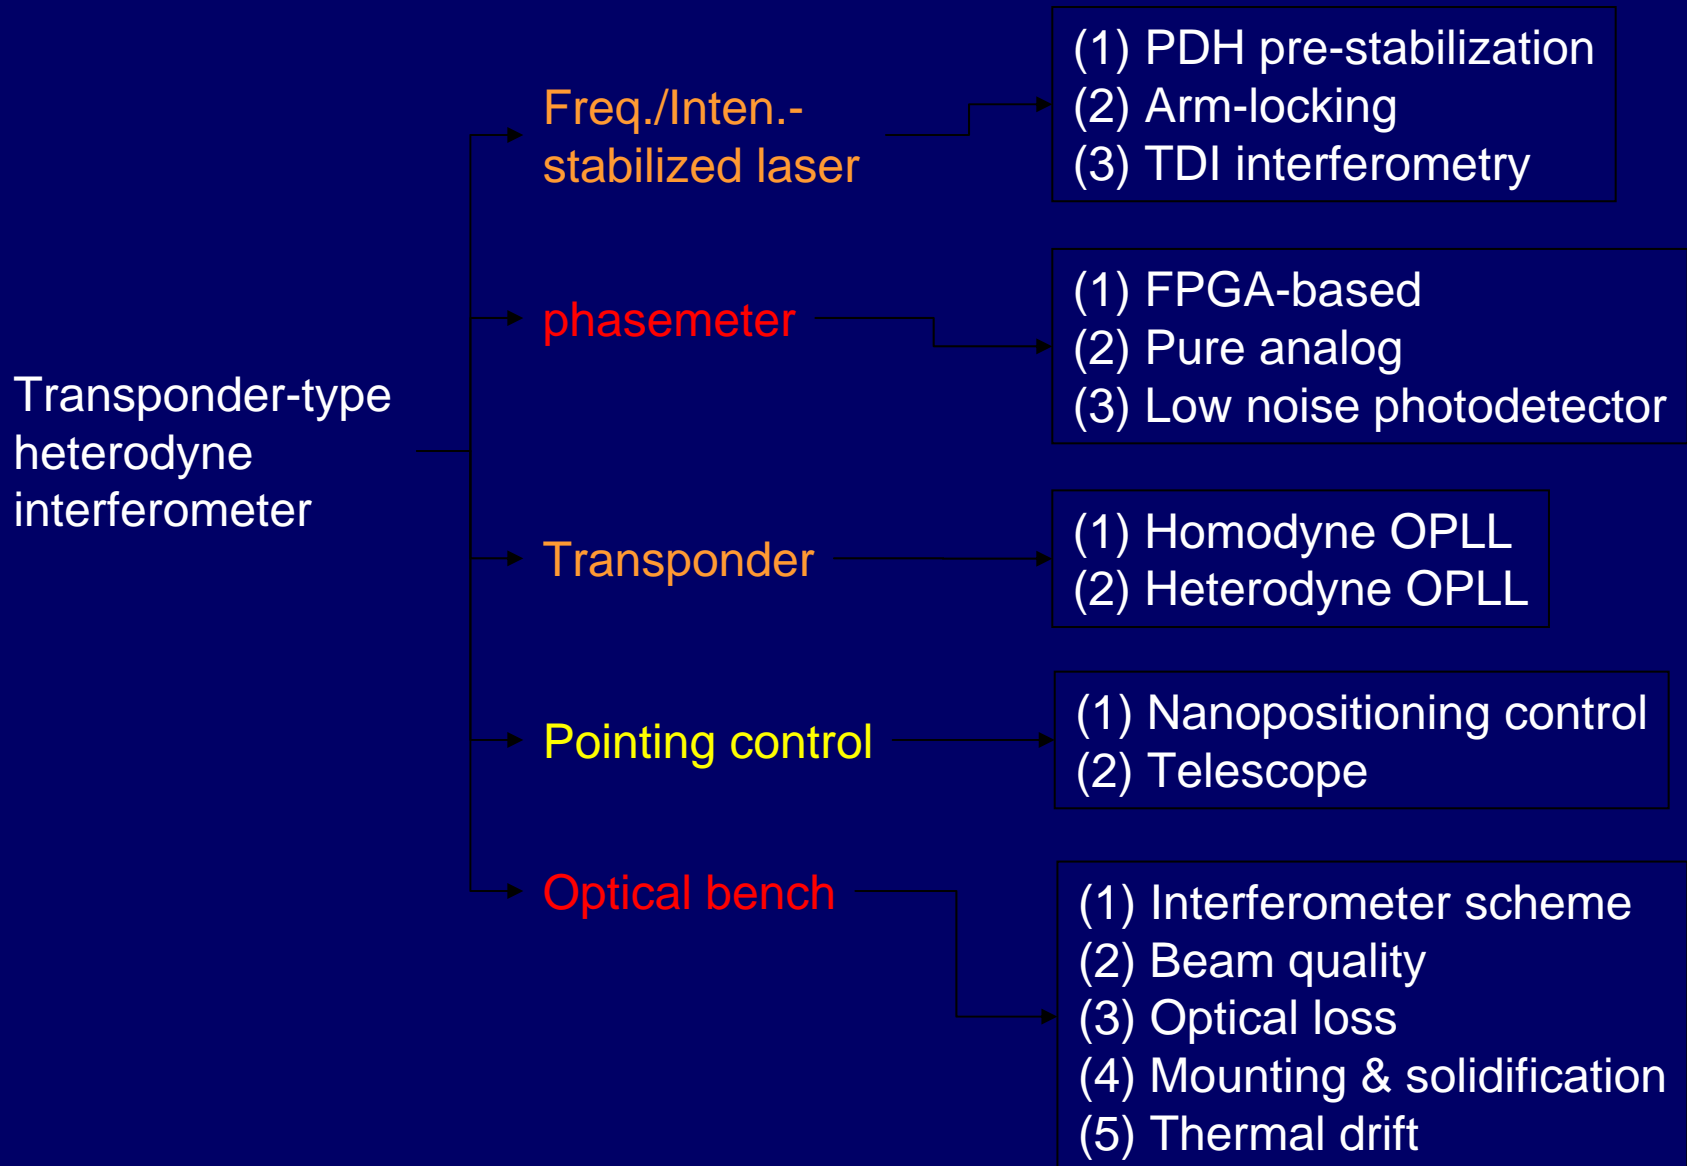 Transponder-type
heterodyne
interferometer
Freq./Inten.-
stabilized laser
(1) PDH pre-stabilization
(2) Arm-locking
(3) TDI interferometry
phasemeter
(1) FPGA-based
(2) Pure analog
(3) Low noise photodetector
Transponder
(1) Homodyne OPLL
(2) Heterodyne OPLL
Pointing control
(1) Nanopositioning control
(2) Telescope
Optical bench
(1) Interferometer scheme
(2) Beam quality
(3) Optical loss
(4) Mounting & solidification
(5) Thermal drift